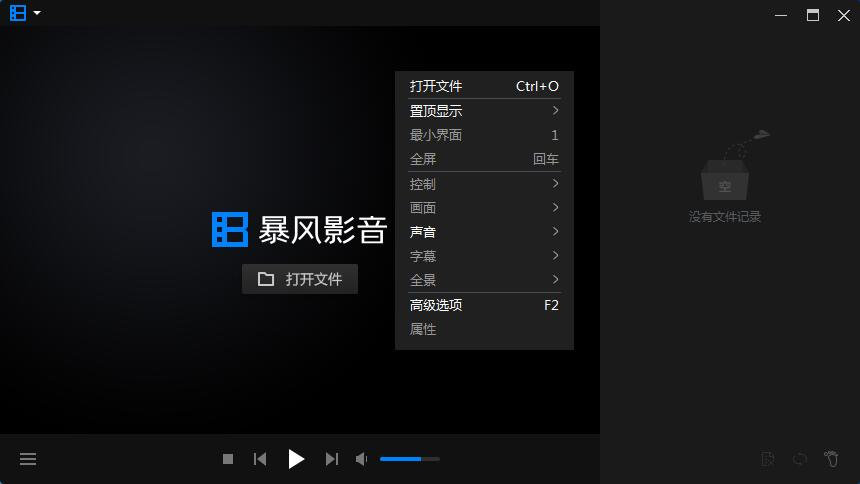 打开文件 Ctrl+O
置顶显示
最小界面 1
全屏 回车
控制
画面
声音
字幕
全景
高级选项 F2
属性
暴风影音
打开文件
空
没有文件记录